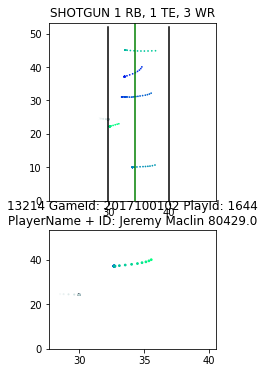 SHOTGUN 1 RB, 1 TE, 3 WR
50
40
30
20
10
0
30 40
13214 GameId: 2017100102 PlayId: 1644
PlayerName + ID: Jeremy Maclin 80429.0
40
20
0
30 35 40